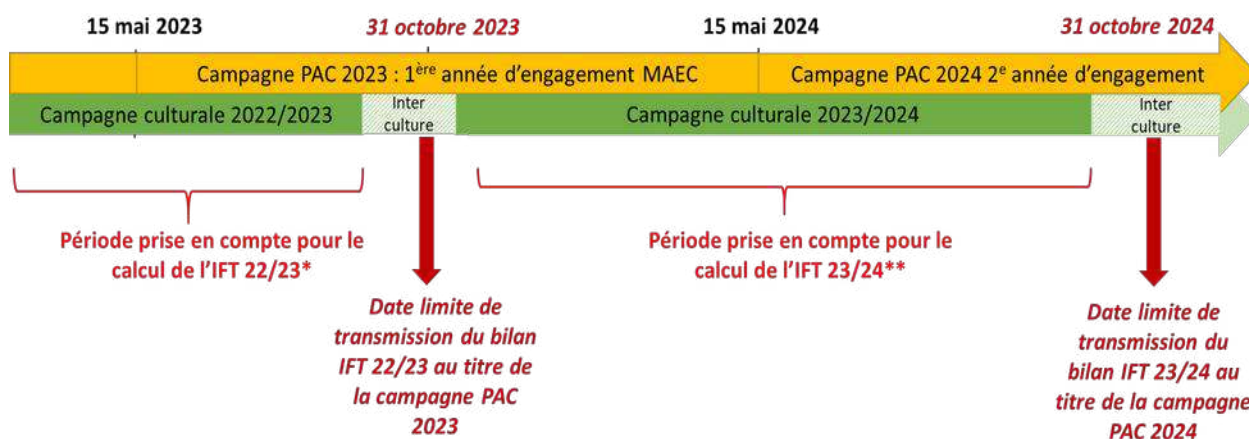 15 mai 2023
31 octobre 2023
15 mai 2024
31 octobre 2024
Campagne PAC 2023 : 1ère année d’engagement MAEC
Campagne PAC 2024 2e année d’engagement
Campagne culturale 2022/2023
Inter
culture
Campagne culturale 2023/2024
Inter
culture
Période prise en compte pour le
calcul de l’IFT 22/23*
Période prise en compte pour le
calcul de l’IFT 23/24**
Date limite de
transmission du bilan
IFT 22/23 au titre de
la campagne PAC
2023
Date limite de
transmission du
bilan IFT 23/24 au
titre de la campagne
PAC 2024